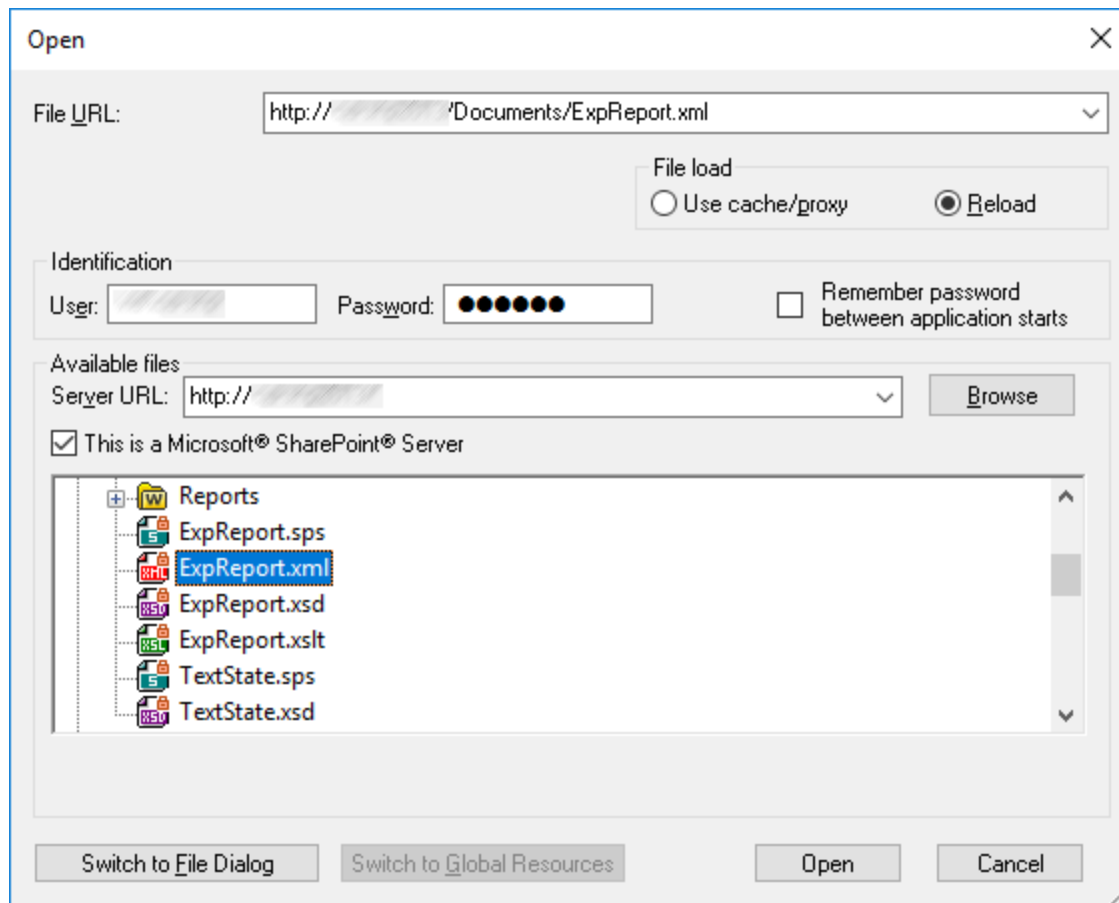 Open
File URL: http:// /Documents/ExpReport.xml
File load
Use cache/proxy Reload
Identification
User: Password: ●●●●●● Remember password
between application starts
Available files
Server URL: http:// Browse
This is a Microsoft® SharePoint® Server
Reports
ExpReport.sps
ExpReport.xml
ExpReport.xsd
ExpReport.xslt
TextState.sps
TextState.xsd
Switch to File Dialog Switch to Global Resources Open Cancel